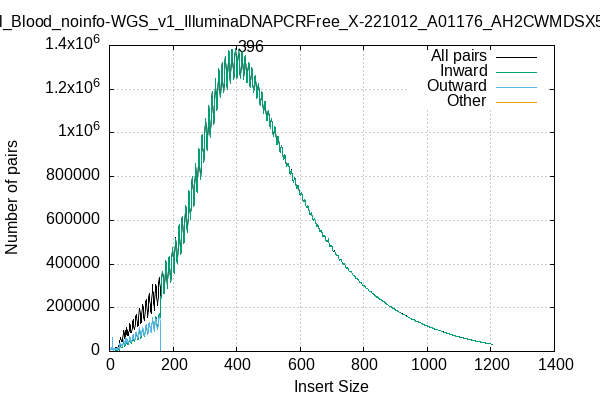 l_Blood_noinfo-WGS_v1_IlluminaDNAPCRFree_X-221012_A01176_AH2CWMDSX5
1.4x10^6
396
All pairs
Inward
Outward
Other
1.2x10^6
1x10^6
800000
600000
400000
200000
0
Number of pairs
0 200 400 600 800 1000 1200 1400
Insert Size